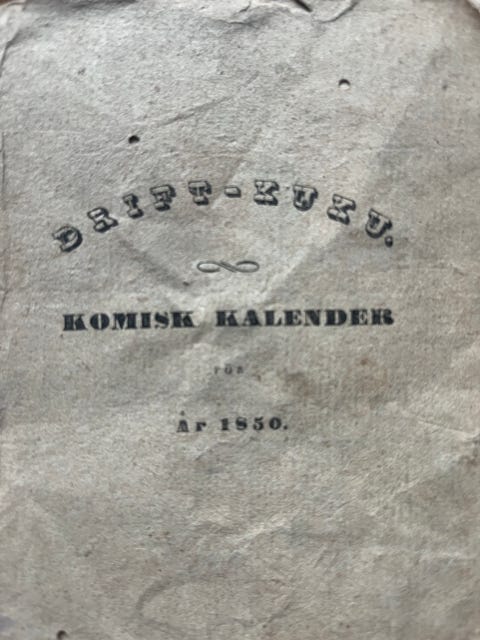 DRIFT-KUKU.
KOMISK KALENDER
FÖR
År 1850.